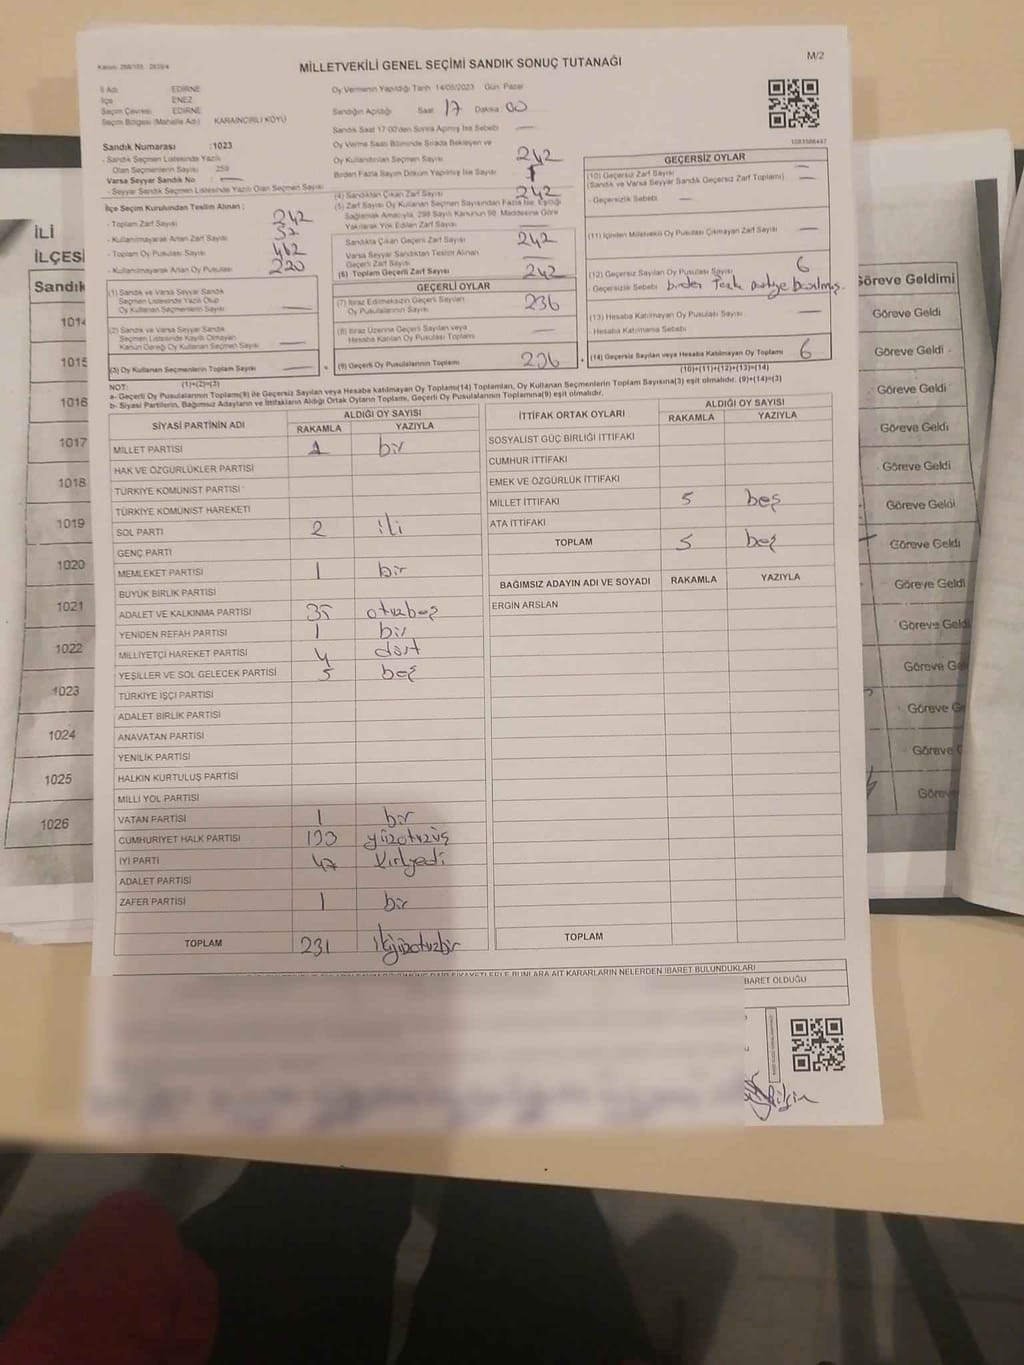 Kanun: 298/105 2839/4
M/2
MİLLETVEKİLİ GENEL SEÇİMİ SANDIK SONUÇ TUTANAĞI
İl Adı EDİRNE
İlçe ENEZ
Seçim Çevresi EDİRNE
Seçim Bölgesi (Mahalle Adı) KARAİNCİRLİ KÖYÜ
Sandık Numarası :1023
- Sandık Seçmen Listesinde Yazılı
Olan Seçmenlerin Sayısı 259
Varsa Seyyar Sandık No :
- Seyyar Sandık Seçmen Listesinde Yazılı Olan Seçmen Sayısı
İlçe Seçim Kurulundan Teslim Alınan ;
- Toplam Zarf Sayısı 242
- Kullanılmayarak Artan Zarf Sayısı
- Toplam Oy Pusulası 462
- Kullanılmayarak Artan Oy Pusulası 220
(1) Sandık ve Varsa Seyyar Sandık
Seçmen Listesinde Yazılı Olup
Oy Kullanan Seçmenlerin Sayısı
(2) Sandık ve Varsa Seyyar Sandık
Seçmen Listesinde Kayıtlı Olmayan
Kanun Gereği Oy Kullanan Seçmen Sayısı
(3) Oy Kullanan Seçmenlerin Toplam Sayısı
(1)+(2)=(3)
Oy Vermenin Yapıldığı Tarih 14/05/2023 Gün Pazar
Sandığın Açıldığı Saat 17 Dakika 00
Sandık Saat 17:00'den Sonra Açılmış İse Sebebi
Oy Verme Saati Bitiminde Sırada Bekleyen ve
Oy Kullandırılan Seçmen Sayısı 242
Birden Fazla Sayım Döküm Yapılmış İse Sayısı 1
(4) Sandıktan Çıkan Zarf Sayısı 242
(5) Zarf Sayısı Oy Kullanan Seçmen Sayısından Fazla İse, Eşitliği
Sağlamak Amacıyla, 298 Sayılı Kanunun 98. Maddesine Göre
Yakılarak Yok Edilen Zarf Sayısı
Sandıkta Çıkan Geçerli Zarf Sayısı 242
Varsa Seyyar Sandıktan Teslim Alınan
Geçerli Zarf Sayısı
(6) Toplam Geçerli Zarf Sayısı 242
GEÇERLİ OYLAR
(7) İtiraz Edilmeksizin Geçerli Sayılan
Oy Pusulalarının Sayısı 236
(8) İtiraz Üzerine Geçerli Sayılan veya
Hesaba Katılan Oy Pusulası Toplamı
(9) Geçerli Oy Pusulalarının Toplamı 236
GEÇERSİZ OYLAR
(10) Geçersiz Zarf Sayısı
(Sandık ve Varsa Seyyar Sandık Geçersiz Zarf Toplamı)
- Geçersizlik Sebebi
(11) İçinden Milletvekili Oy Pusulası Çıkmayan Zarf Sayısı
(12) Geçersiz Sayılan Oy Pusulası Sayısı 6
- Geçersizlik Sebebi birden Fazla partiye basılmış.
(13) Hesaba Katılmayan Oy Pusulası Sayısı
- Hesaba Katılmama Sebebi
(14) Geçersiz Sayılan veya Hesaba Katılmayan Oy Toplamı 6
(10)+(11)+(12)+(13)=(14)
NOT:
a- Geçerli Oy Pusulalarının Toplamı(9) ile Geçersiz Sayılan veya Hesaba katılmayan Oy Toplamı(14) Toplamları, Oy Kullanan Seçmenlerin Toplam Sayısına(3) eşit olmalıdır. (9)+(14)=(3)
b- Siyasi Partilerin, Bağımsız Adayların ve İttifakların Aldığı Ortak Oyların Toplamı, Geçerli Oy Pusulalarının Toplamına(9) eşit olmalıdır.
SİYASİ PARTİNİN ADI ALDIĞI OY SAYISI
RAKAMLA YAZIYLA
MİLLET PARTİSİ 1 bir
HAK VE ÖZGÜRLÜKLER PARTİSİ
TÜRKİYE KOMÜNİST PARTİSİ
TÜRKİYE KOMÜNİST HAREKETİ
SOL PARTİ 2 iki
GENÇ PARTİ
MEMLEKET PARTİSİ 1 bir
BÜYÜK BİRLİK PARTİSİ
ADALET VE KALKINMA PARTİSİ 35 otuzbeş
YENİDEN REFAH PARTİSİ 1 bir
MİLLİYETÇİ HAREKET PARTİSİ 4 dört
YEŞİLLER VE SOL GELECEK PARTİSİ 5 beş
TÜRKİYE İŞÇİ PARTİSİ
ADALET BİRLİK PARTİSİ
ANAVATAN PARTİSİ
YENİLİK PARTİSİ
HALKIN KURTULUŞ PARTİSİ
MİLLİ YOL PARTİSİ
VATAN PARTİSİ 1 bir
CUMHURİYET HALK PARTİSİ 133 yüzotuzüç
İYİ PARTİ 47 kırkyedi
ADALET PARTİSİ
ZAFER PARTİSİ 1 bir
TOPLAM 231 ikiyüzotuzbir
İTTİFAK ORTAK OYLARI ALDIĞI OY SAYISI
RAKAMLA YAZIYLA
SOSYALİST GÜÇ BİRLİĞİ İTTİFAKI
CUMHUR İTTİFAKI
EMEK VE ÖZGÜRLÜK İTTİFAKI
MİLLET İTTİFAKI 5 beş
ATA İTTİFAKI
TOPLAM 5 beş
BAĞIMSIZ ADAYIN ADI VE SOYADI RAKAMLA YAZIYLA
ERGİN ARSLAN
TOPLAM
KARARLARIN NELERDEN İBARET BULUNDUKLARI
İBARET OLDUĞU
İLİ
İLÇESİ
Sandık
1014
1015
1016
1017
1018
1019
1020
1021
1022
1023
1024
1025
1026
Göreve Geldimi
Göreve Geldi
Göreve Geldi
Göreve Geldi
Göreve Geldi
Göreve Geldi
Göreve Geldi
Göreve Geldi
Göreve Geldi
Göreve Geldi
Göreve Ge
Göreve Ge
Göreve
Göreve